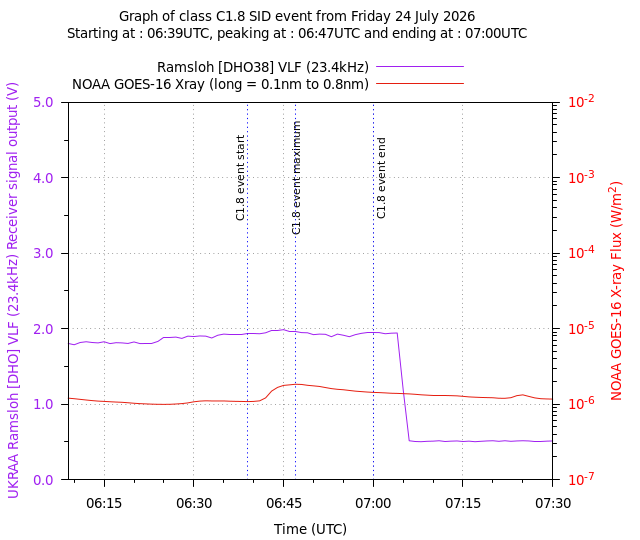 Graph of class C1.8 SID event from Friday 24 July 2026
Starting at : 06:39UTC, peaking at : 06:47UTC and ending at : 07:00UTC
Ramsloh [DHO38] VLF (23.4kHz)
NOAA GOES-16 Xray (long = 0.1nm to 0.8nm)
UKRAA Ramsloh [DHO] VLF (23.4kHz) Receiver signal output (V)
5.0
4.0
3.0
2.0
1.0
0.0
C1.8 event start
C1.8 event maximum
C1.8 event end
10-2
10-3
10-4
10-5
10-6
10-7
NOAA GOES-16 X-ray Flux (W/m2)
06:15 06:30 06:45 07:00 07:15 07:30
Time (UTC)